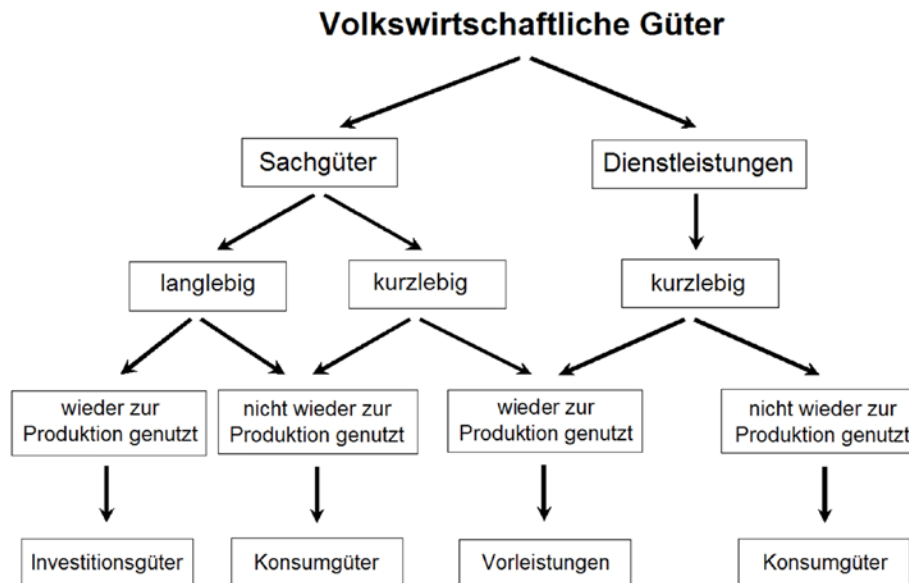 Volkswirtschaftliche Güter
Sachgüter
Dienstleistungen
langlebig
kurzlebig
kurzlebig
wieder zur
Produktion genutzt
nicht wieder zur
Produktion genutzt
wieder zur
Produktion genutzt
nicht wieder zur
Produktion genutzt
Investitionsgüter
Konsumgüter
Vorleistungen
Konsumgüter